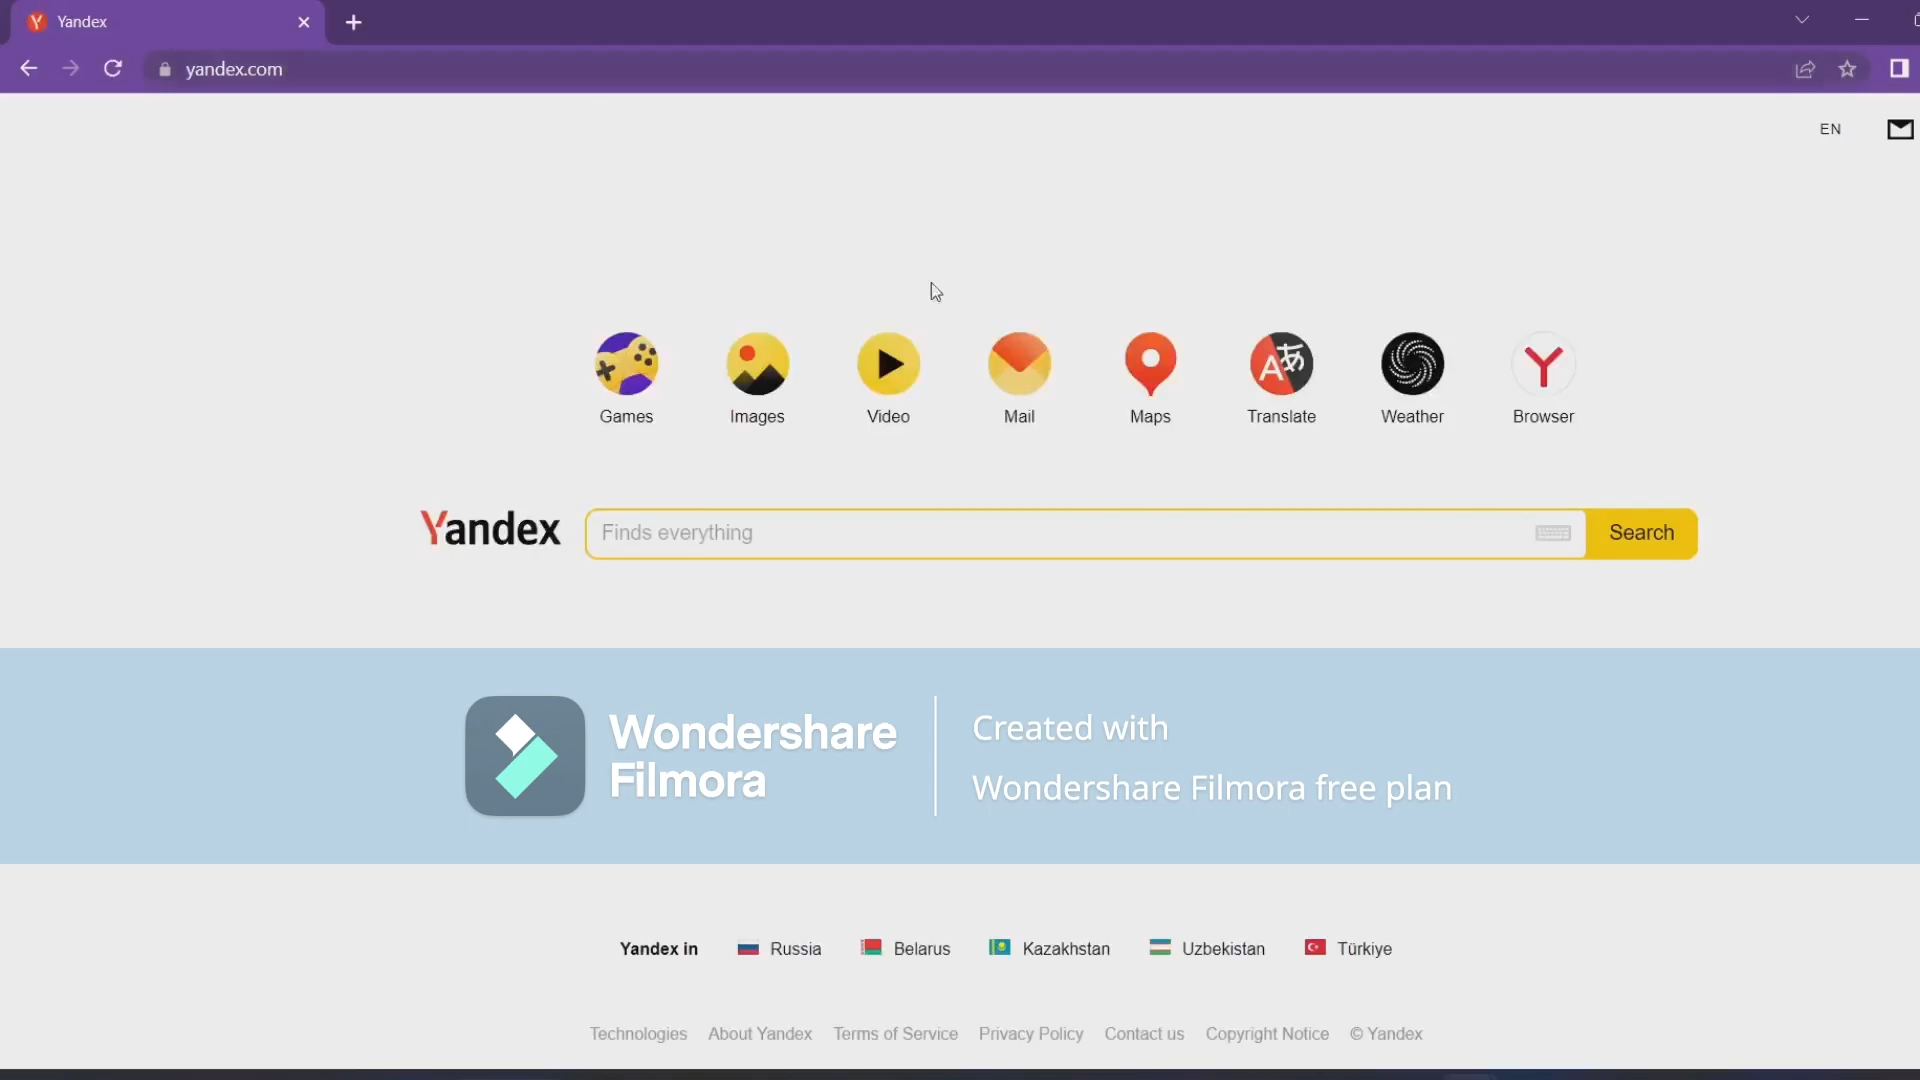 Yandex
yandex.com
EN
Games
Images
Video
Mail
Maps
Translate
Weather
Browser
Yandex
Finds everything
Search
Wondershare
Filmora
Created with
Wondershare Filmora free plan
Yandex in Russia Belarus Kazakhstan Uzbekistan Türkiye
Technologies About Yandex Terms of Service Privacy Policy Contact us Copyright Notice © Yandex